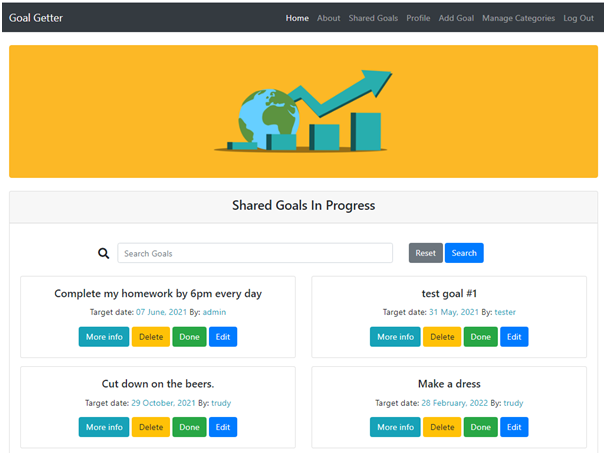 Goal Getter Home About Shared Goals Profile Add Goal Manage Categories Log Out
Shared Goals In Progress
Search Goals Reset Search
Complete my homework by 6pm every day
Target date: 07 June, 2021 By: admin
More info Delete Done Edit
test goal #1
Target date: 31 May, 2021 By: tester
More info Delete Done Edit
Cut down on the beers.
Target date: 29 October, 2021 By: trudy
More info Delete Done Edit
Make a dress
Target date: 28 February, 2022 By: trudy
More info Delete Done Edit